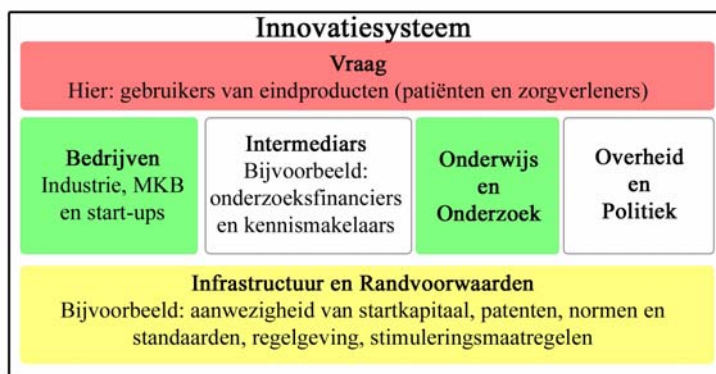 Innovatiesysteem
Vraag
Hier: gebruikers van eindproducten (patiënten en zorgverleners)
Bedrijven
Industrie, MKB
en start-ups
Intermediars
Bijvoorbeeld:
onderzoeksfinanciers
en kennismakelaars
Onderwijs
en
Onderzoek
Overheid
en
Politiek
Infrastructuur en Randvoorwaarden
Bijvoorbeeld: aanwezigheid van startkapitaal, patenten, normen en
standaarden, regelgeving, stimuleringsmaatregelen